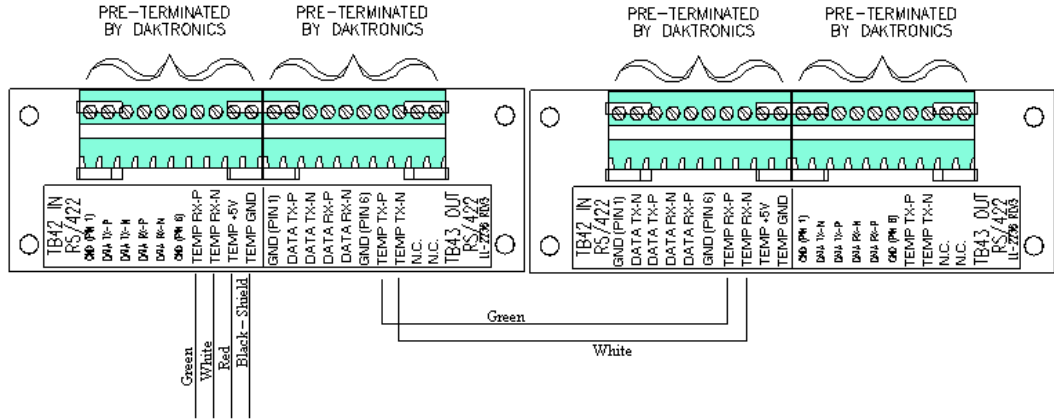 PRE-TERMINATED
BY DAKTRONICS
PRE-TERMINATED
BY DAKTRONICS
PRE-TERMINATED
BY DAKTRONICS
PRE-TERMINATED
BY DAKTRONICS
TB42 IN
RS/422
GND (PIN 1)
DATA TX-P
DATA TX-N
DATA RX-P
DATA RX-N
GND (PIN 6)
TEMP RX-P
TEMP RX-N
TEMP +5V
TEMP GND
GND (PIN 1)
DATA TX-P
DATA TX-N
DATA RX-P
DATA RX-N
GND (PIN 6)
TEMP TX-P
TEMP TX-N
N.C.
N.C.
TB43 OUT
RS/422
LL-2296 REV3
TB42 IN
RS/422
GND (PIN 1)
DATA TX-N
DATA TX-P
DATA RX-N
DATA RX-P
GND (PIN 6)
TEMP RX-P
TEMP RX-N
TEMP +5V
TEMP GND
GND (PIN 1)
DATA TX-N
DATA TX-P
DATA RX-N
DATA RX-P
GND (PIN 6)
TEMP TX-P
TEMP TX-N
N.C.
N.C.
TB43 OUT
RS/422
LL-2296 REV3
Green
White
Red
Black - Shield
Green
White